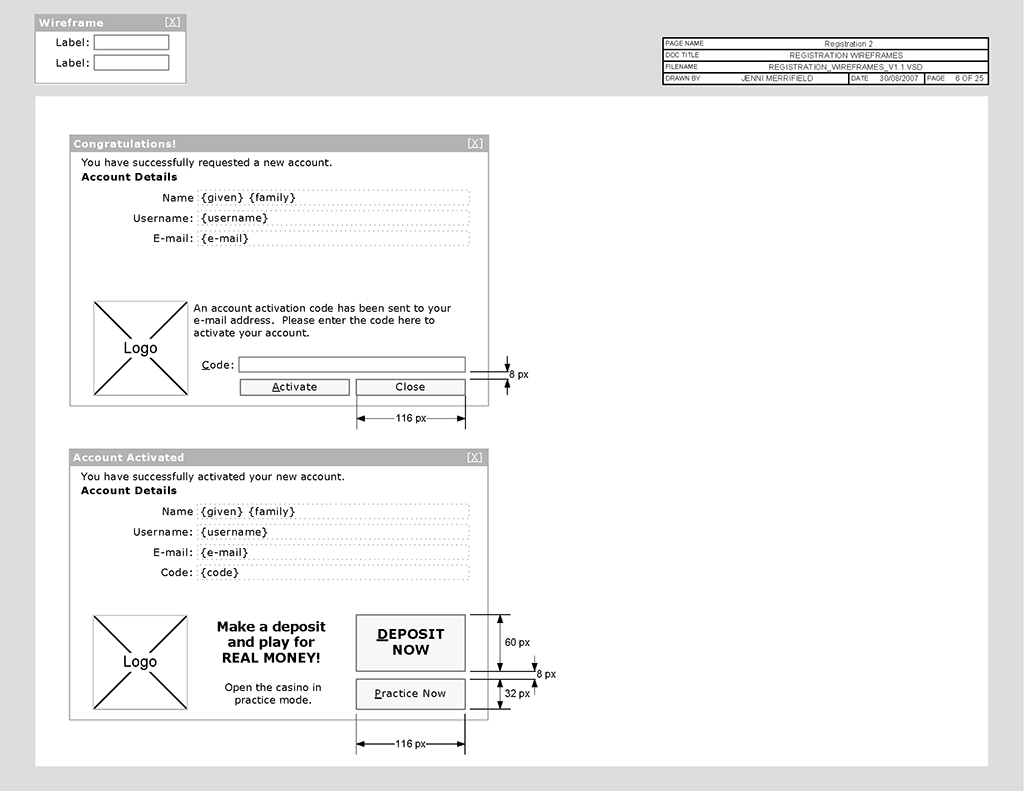 Wireframe [X]
Label:
Label:
PAGE NAME Registration 2
DOC TITLE REGISTRATION WIREFRAMES
FILENAME REGISTRATION_WIREFRAMES_V1.1.VSD
DRAWN BY JENNI MERRIFIELD DATE 30/08/2007 PAGE 6 OF 25
Congratulations! [X]
You have successfully requested a new account.
Account Details
Name {given} {family}
Username: {username}
E-mail: {e-mail}
Logo
An account activation code has been sent to your
e-mail address. Please enter the code here to
activate your account.
Code:
8 px
Activate Close
116 px
Account Activated [X]
You have successfully activated your new account.
Account Details
Name {given} {family}
Username: {username}
E-mail: {e-mail}
Code: {code}
Logo
Make a deposit
and play for
REAL MONEY!
DEPOSIT
NOW
60 px
8 px
Open the casino in
practice mode.
Practice Now
32 px
116 px